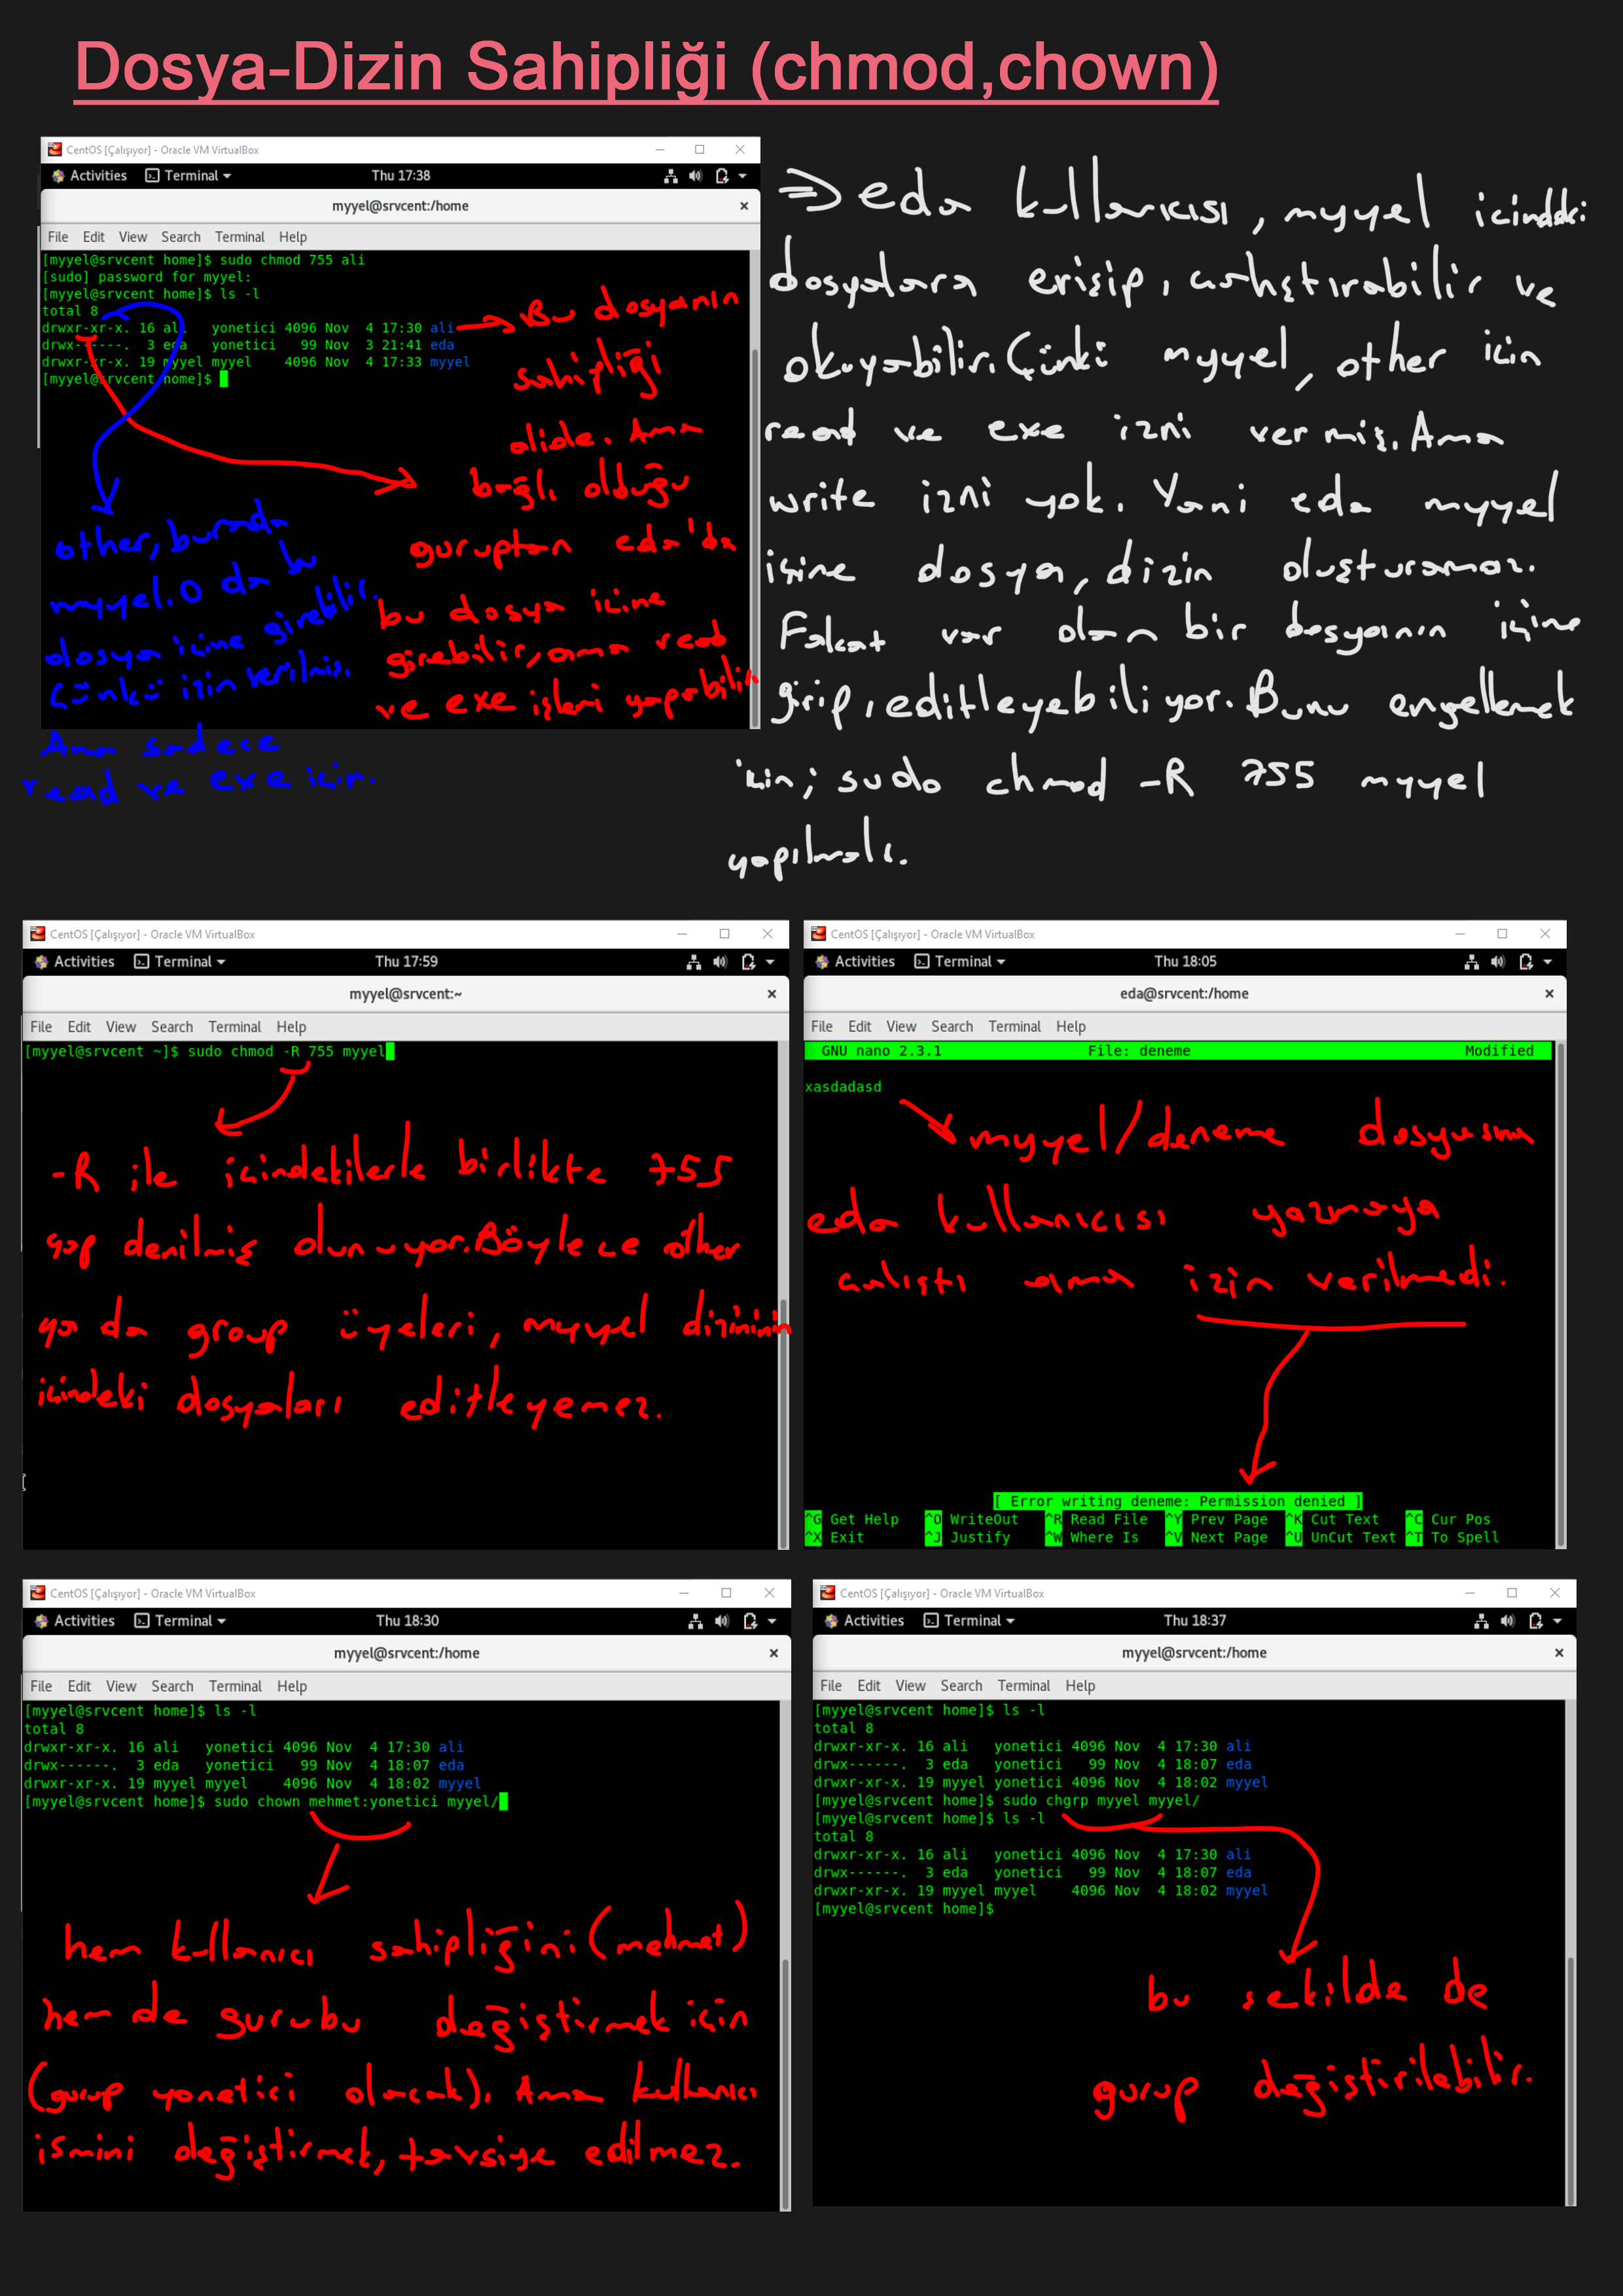 Dosya-Dizin Sahipliği (chmod,chown)
CentOS [Çalışıyor] - Oracle VM VirtualBox
Activities Terminal Thu 17:38
myyel@srvcent:/home
File Edit View Search Terminal Help
[myyel@srvcent home]$ sudo chmod 755 ali
[sudo] password for myyel:
[myyel@srvcent home]$ ls -l
total 8
drwxr-xr-x. 16 ali yonetici 4096 Nov 4 17:30 ali
drwx------. 3 eda yonetici 99 Nov 3 21:41 eda
drwxr-xr-x. 19 myyel myyel 4096 Nov 4 17:33 myyel
[myyel@srvcent home]$
Bu dosyanın
sahipliği
alide. Ama
bağlı olduğu
guruptan eda'da
bu dosya içine
girebilir, ama read
ve exe işleri yapabilir
other, burada
myyel. O da bu
dosya içine girebilir.
Çünkü izin verilmiş.
Ama sadece
read ve exe için.
⇒ eda kullanıcısı, myyel icindeki
dosyalara erişip, çalıştırabilir ve
okuyabilir. Çünkü myyel, other icin
read ve exe izni vermiş. Ama
write izni yok. Yani eda myyel
içine dosya, dizin oluşturamaz.
Fakat var olan bir dosyanın içine
girip, editleyebiliyor. Bunu engellemek
için; sudo chmod -R 755 myyel
yapılmalı.
CentOS [Çalışıyor] - Oracle VM VirtualBox
Activities Terminal Thu 17:59
myyel@srvcent:~
File Edit View Search Terminal Help
[myyel@srvcent ~]$ sudo chmod -R 755 myyel
-R ile içindekilerle birlikte 755
yap denilmiş olunuyor. Böylece other
ya da group üyeleri, myyel dizininin
içindeki dosyaları editleyemez.
CentOS [Çalışıyor] - Oracle VM VirtualBox
Activities Terminal Thu 18:05
eda@srvcent:/home
File Edit View Search Terminal Help
GNU nano 2.3.1 File: deneme Modified
xasdadasd
myyel/deneme dosyasına
eda kullanıcısı yazmaya
çalıştı ama izin verilmedi.
[ Error writing deneme: Permission denied ]
^G Get Help ^O WriteOut ^R Read File ^Y Prev Page ^K Cut Text ^C Cur Pos
^X Exit ^J Justify ^W Where Is ^V Next Page ^U UnCut Text ^T To Spell
CentOS [Çalışıyor] - Oracle VM VirtualBox
Activities Terminal Thu 18:30
myyel@srvcent:/home
File Edit View Search Terminal Help
[myyel@srvcent home]$ ls -l
total 8
drwxr-xr-x. 16 ali yonetici 4096 Nov 4 17:30 ali
drwx------. 3 eda yonetici 99 Nov 4 18:07 eda
drwxr-xr-x. 19 myyel myyel 4096 Nov 4 18:02 myyel
[myyel@srvcent home]$ sudo chown mehmet:yonetici myyel/
hem kullanıcı sahipliğini (mehmet)
hem de gurubu değiştirmek için
(gurup yonetici olacak). Ama kullanıcı
ismini değiştirmek, tavsiye edilmez.
CentOS [Çalışıyor] - Oracle VM VirtualBox
Activities Terminal Thu 18:37
myyel@srvcent:/home
File Edit View Search Terminal Help
[myyel@srvcent home]$ ls -l
total 8
drwxr-xr-x. 16 ali yonetici 4096 Nov 4 17:30 ali
drwx------. 3 eda yonetici 99 Nov 4 18:07 eda
drwxr-xr-x. 19 myyel yonetici 4096 Nov 4 18:02 myyel
[myyel@srvcent home]$ sudo chgrp myyel myyel/
[myyel@srvcent home]$ ls -l
total 8
drwxr-xr-x. 16 ali yonetici 4096 Nov 4 17:30 ali
drwx------. 3 eda yonetici 99 Nov 4 18:07 eda
drwxr-xr-x. 19 myyel myyel 4096 Nov 4 18:02 myyel
[myyel@srvcent home]$
bu sekilde de
gurup değiştirilebilir.